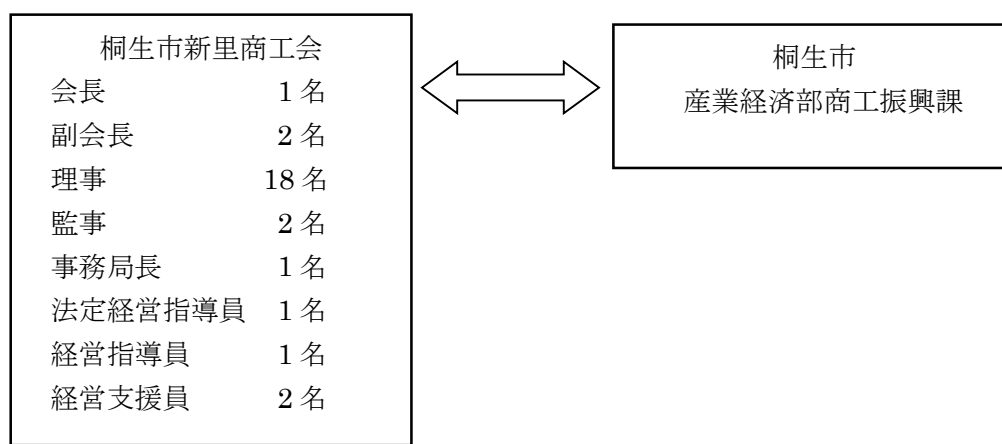 桐生市新里商工会
会長 1名
副会長 2名
理事 18名
監事 2名
事務局長 1名
法定経営指導員 1名
経営指導員 1名
経営支援員 2名
桐生市
産業経済部商工振興課